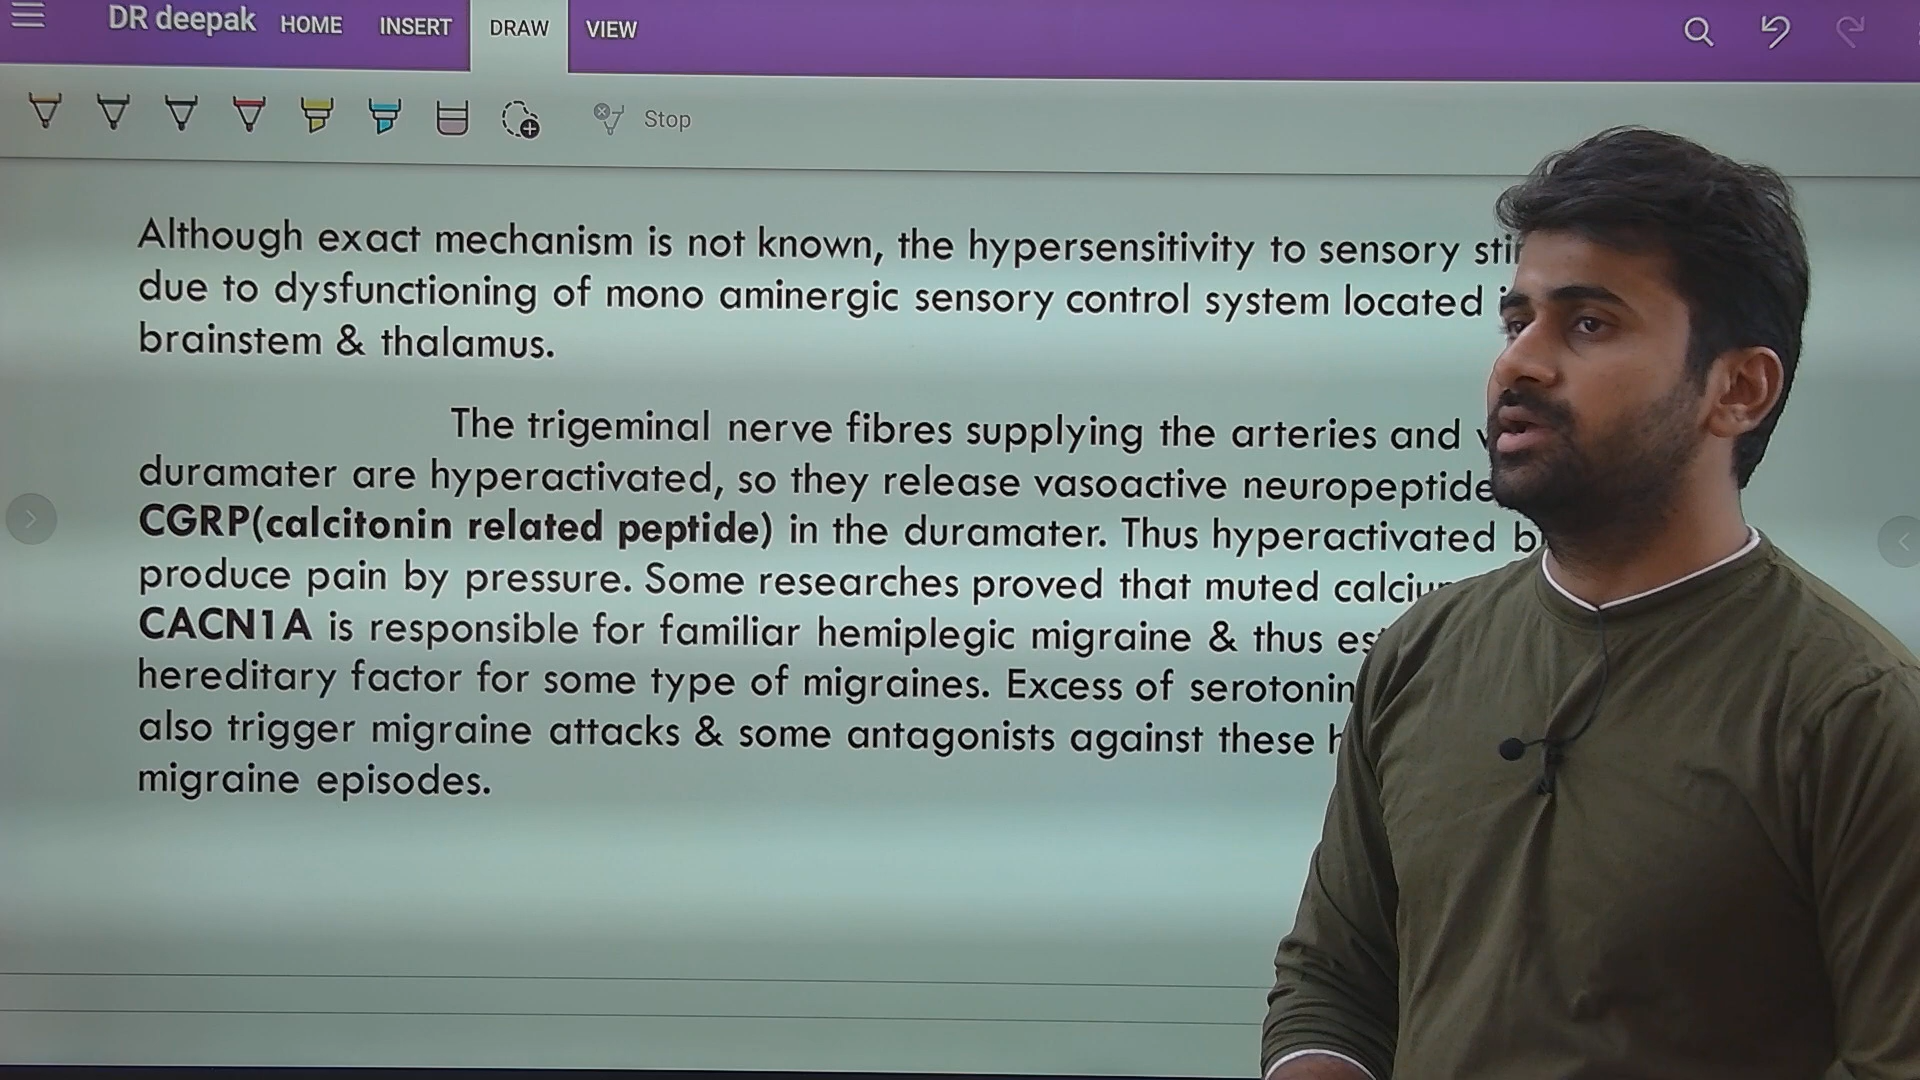 DR deepak HOME INSERT DRAW VIEW
Stop
Although exact mechanism is not known, the hypersensitivity to sensory
due to dysfunctioning of mono aminergic sensory control system located
brainstem & thalamus.
The trigeminal nerve fibres supplying the arteries and
duramater are hyperactivated, so they release vasoactive neuropeptide
CGRP(calcitonin related peptide) in the duramater. Thus hyperactivated
produce pain by pressure. Some researches proved that muted
CACN1A is responsible for familiar hemiplegic migraine & thus
hereditary factor for some type of migraines. Excess of serotonin
also trigger migraine attacks & some antagonists against these
migraine episodes.